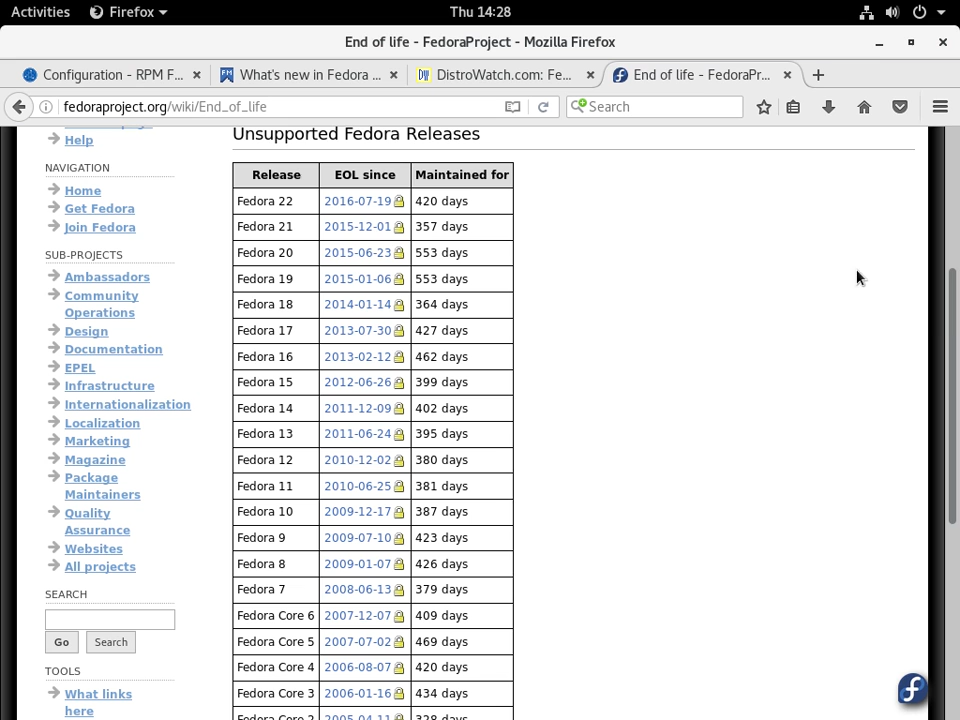 Activities Firefox Thu 14:28
End of life - FedoraProject - Mozilla Firefox
Configuration - RPM F... What's new in Fedora ... DistroWatch.com: Fe... End of life - FedoraPr...
fedoraproject.org/wiki/End_of_life Search
Help
NAVIGATION
Home
Get Fedora
Join Fedora
SUB-PROJECTS
Ambassadors
Community
Operations
Design
Documentation
EPEL
Infrastructure
Internationalization
Localization
Marketing
Magazine
Package
Maintainers
Quality
Assurance
Websites
All projects
SEARCH
Go Search
TOOLS
What links
here
Unsupported Fedora Releases
Release EOL since Maintained for
Fedora 22 2016-07-19 420 days
Fedora 21 2015-12-01 357 days
Fedora 20 2015-06-23 553 days
Fedora 19 2015-01-06 553 days
Fedora 18 2014-01-14 364 days
Fedora 17 2013-07-30 427 days
Fedora 16 2013-02-12 462 days
Fedora 15 2012-06-26 399 days
Fedora 14 2011-12-09 402 days
Fedora 13 2011-06-24 395 days
Fedora 12 2010-12-02 380 days
Fedora 11 2010-06-25 381 days
Fedora 10 2009-12-17 387 days
Fedora 9 2009-07-10 423 days
Fedora 8 2009-01-07 426 days
Fedora 7 2008-06-13 379 days
Fedora Core 6 2007-12-07 409 days
Fedora Core 5 2007-07-02 469 days
Fedora Core 4 2006-08-07 420 days
Fedora Core 3 2006-01-16 434 days
Fedora Core 2 2005-04-11 328 days